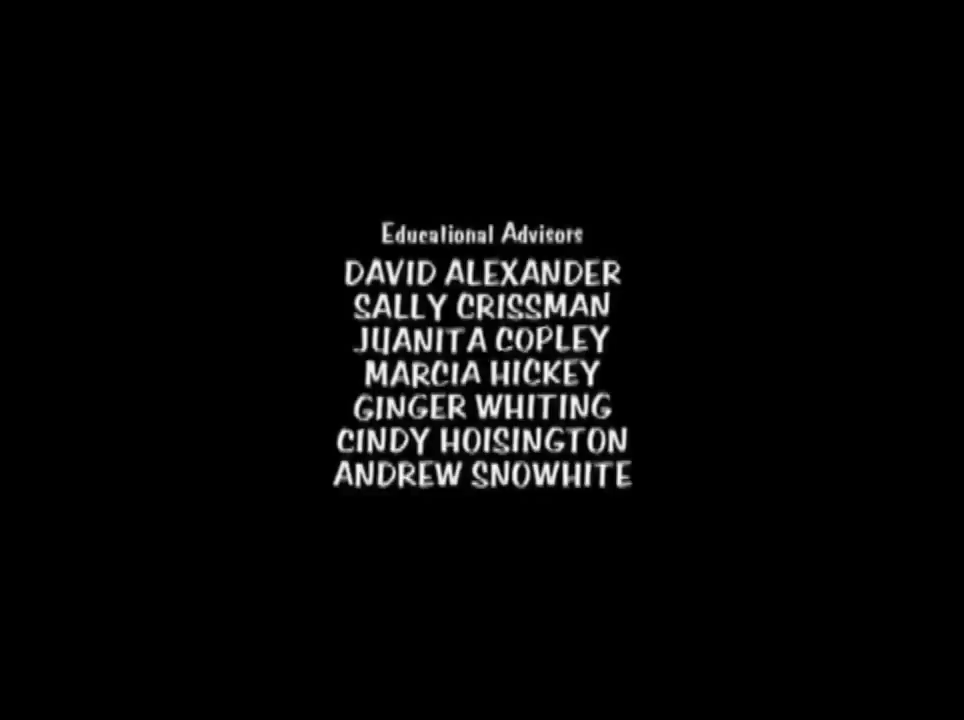 Educational Advisors
DAVID ALEXANDER
SALLY CRISSMAN
JUANITA COPLEY
MARCIA HICKEY
GINGER WHITING
CINDY HOISINGTON
ANDREW SNOWHITE